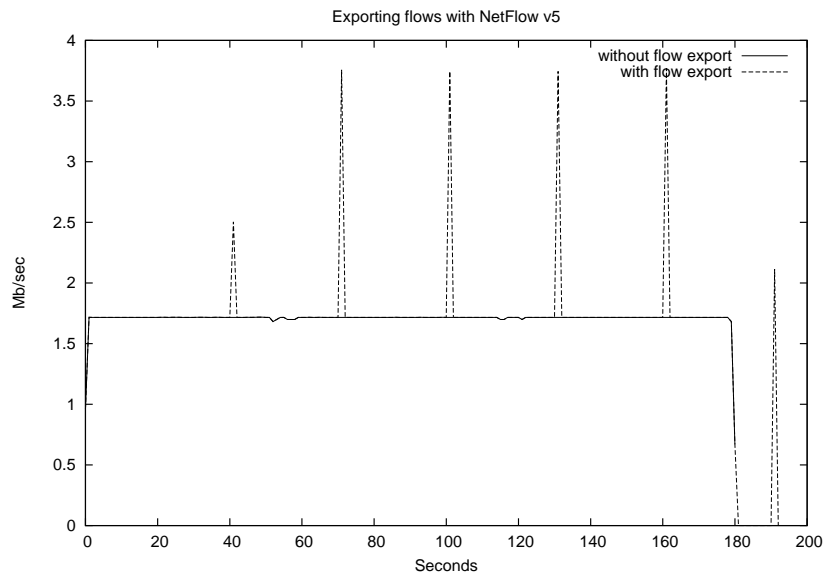 Exporting flows with NetFlow v5
4
without flow export
with flow export
3.5
3
2.5
2
1.5
1
0.5
0
Mb/sec
0 20 40 60 80 100 120 140 160 180 200
Seconds